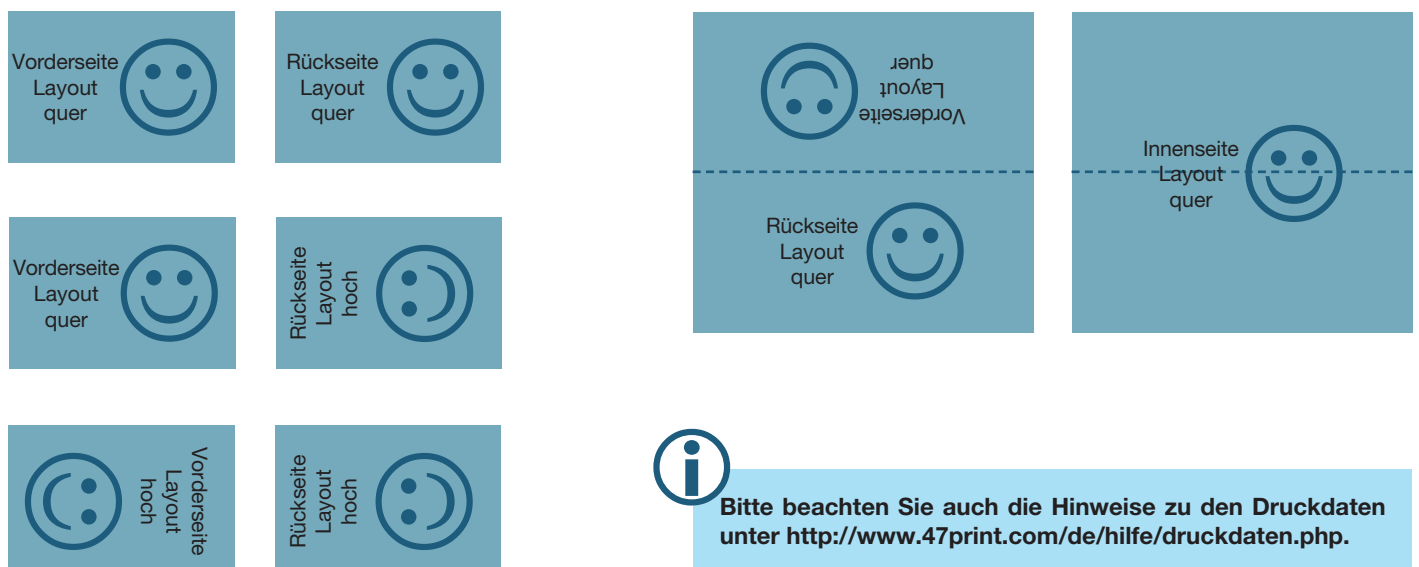 Vorderseite
Layout
quer
Rückseite
Layout
quer
Vorderseite
Layout
quer
Rückseite
Layout
hoch
Vorderseite
Layout
hoch
Rückseite
Layout
hoch
Vorderseite
Layout
quer
Rückseite
Layout
quer
Innenseite
Layout
quer
Bitte beachten Sie auch die Hinweise zu den Druckdaten
unter http://www.47print.com/de/hilfe/druckdaten.php.